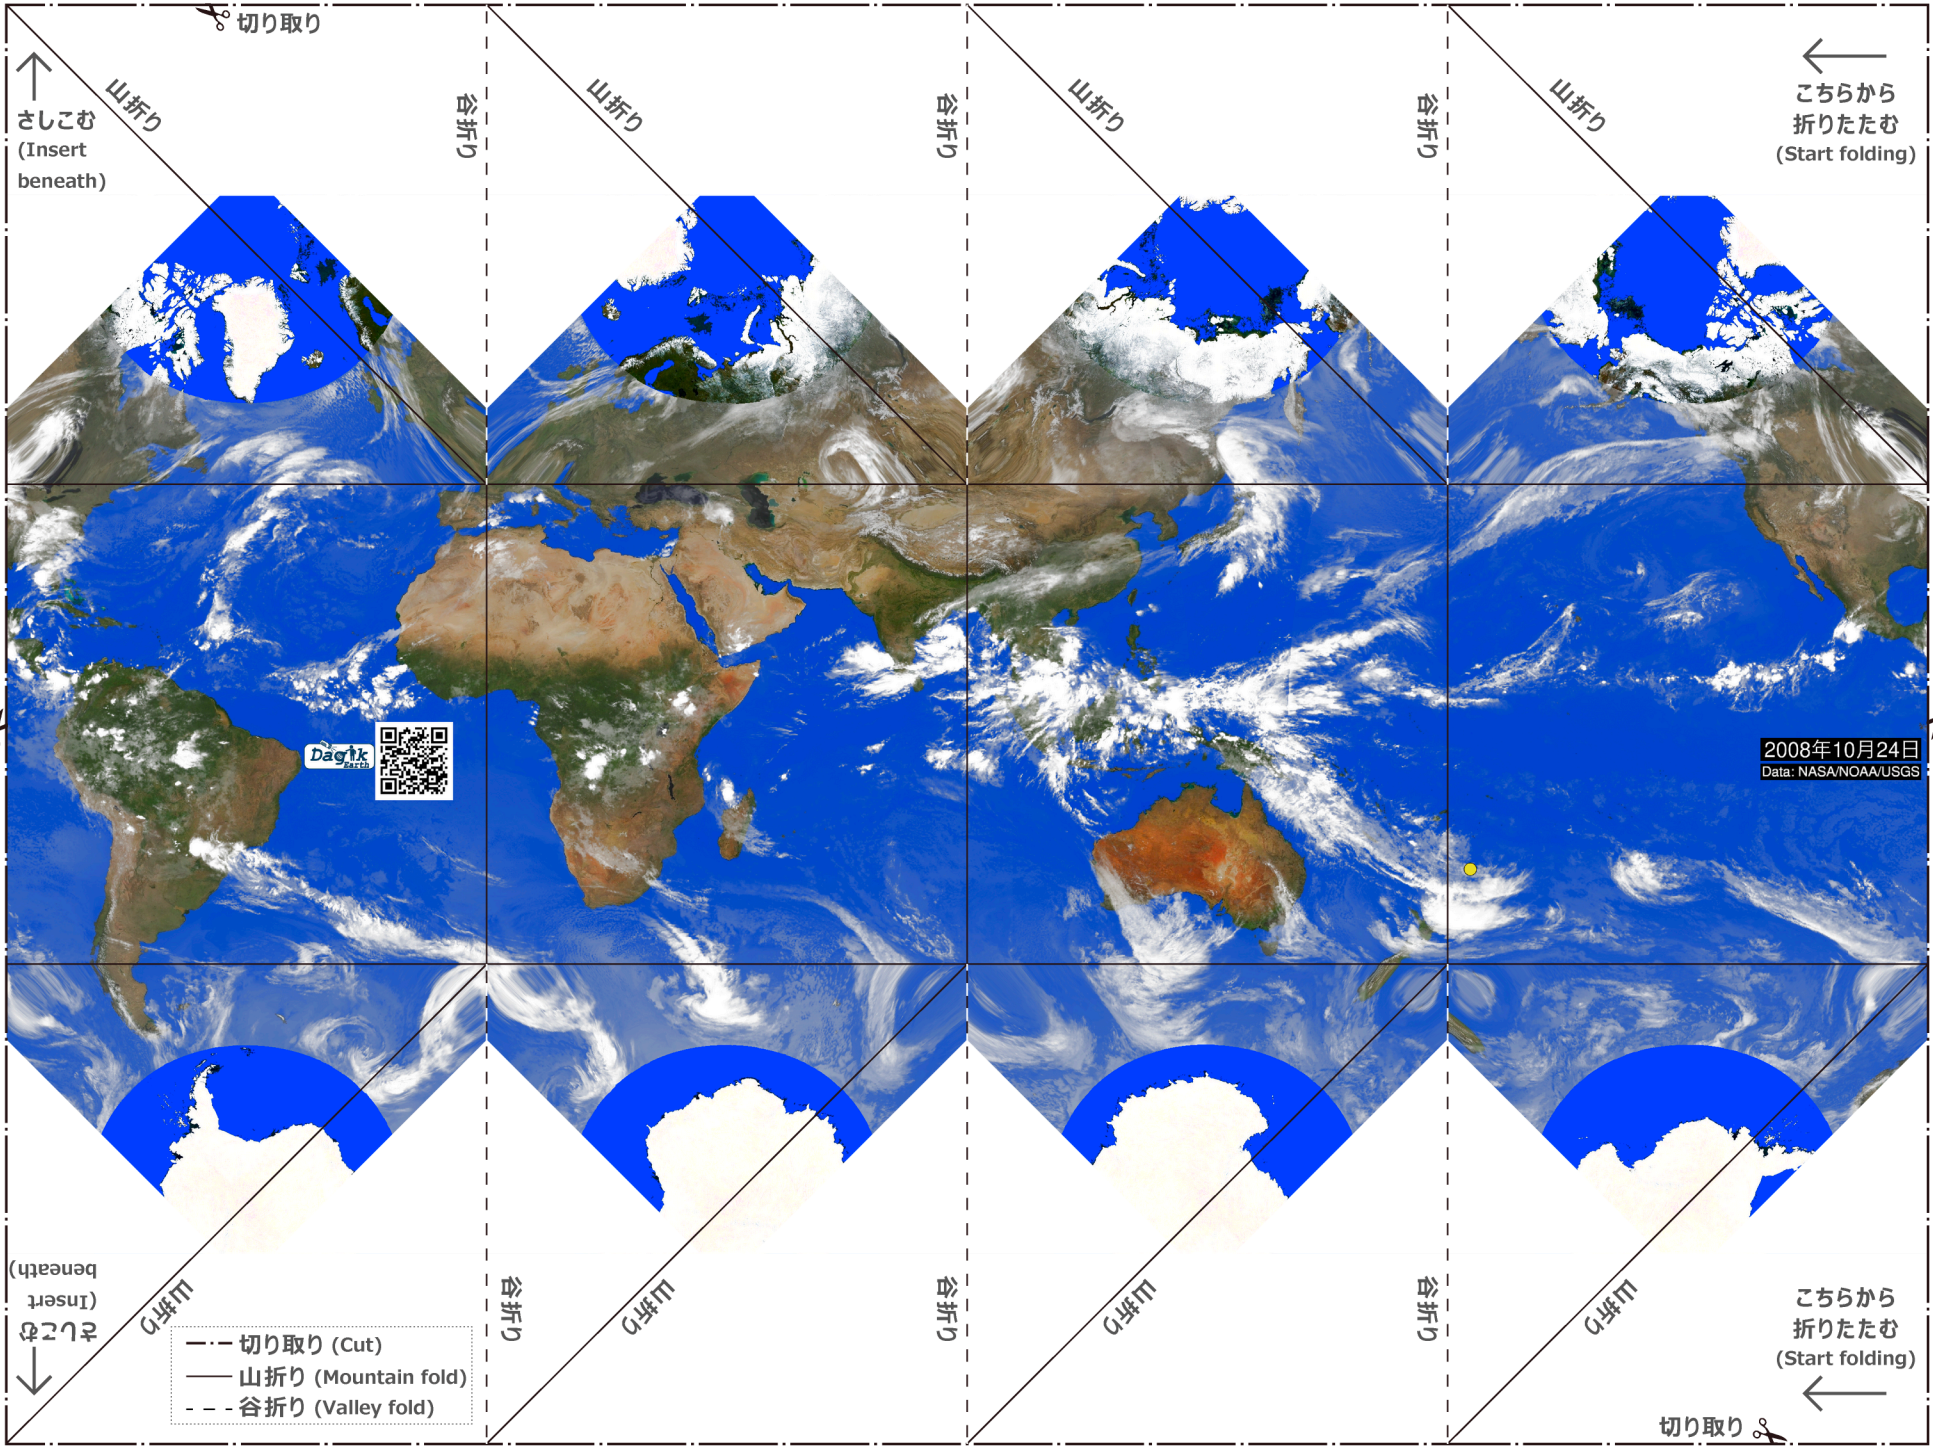 切り取り
山折り
谷折り
山折り
谷折り
山折り
谷折り
山折り
さしこむ
(Insert
beneath)
こちらから
折りたたむ
(Start folding)
Dagik
Earth
2008年10月24日
Data: NASA/NOAA/USGS
さしこむ
(Insert
beneath)
山折り
谷折り
山折り
谷折り
山折り
谷折り
山折り
こちらから
折りたたむ
(Start folding)
切り取り (Cut)
山折り (Mountain fold)
谷折り (Valley fold)
切り取り